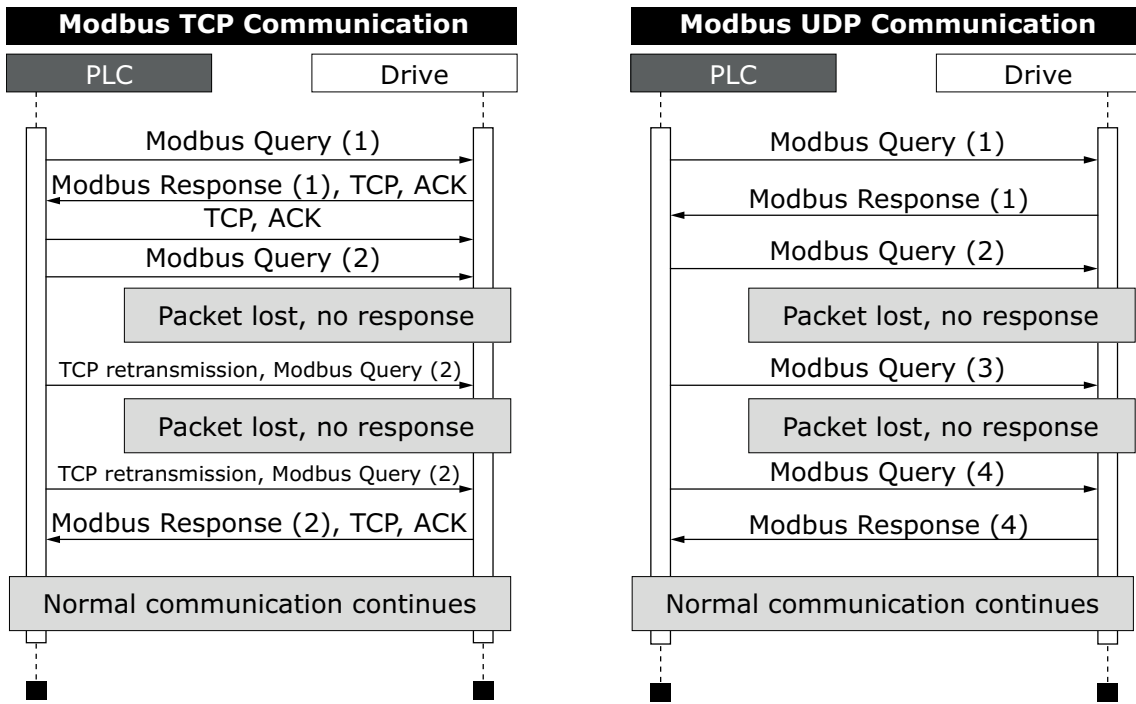 Modbus TCP Communication
PLC
Drive
Modbus Query (1)
Modbus Response (1), TCP, ACK
TCP, ACK
Modbus Query (2)
Packet lost, no response
TCP retransmission, Modbus Query (2)
Packet lost, no response
TCP retransmission, Modbus Query (2)
Modbus Response (2), TCP, ACK
Normal communication continues
Modbus UDP Communication
PLC
Drive
Modbus Query (1)
Modbus Response (1)
Modbus Query (2)
Packet lost, no response
Modbus Query (3)
Packet lost, no response
Modbus Query (4)
Modbus Response (4)
Normal communication continues